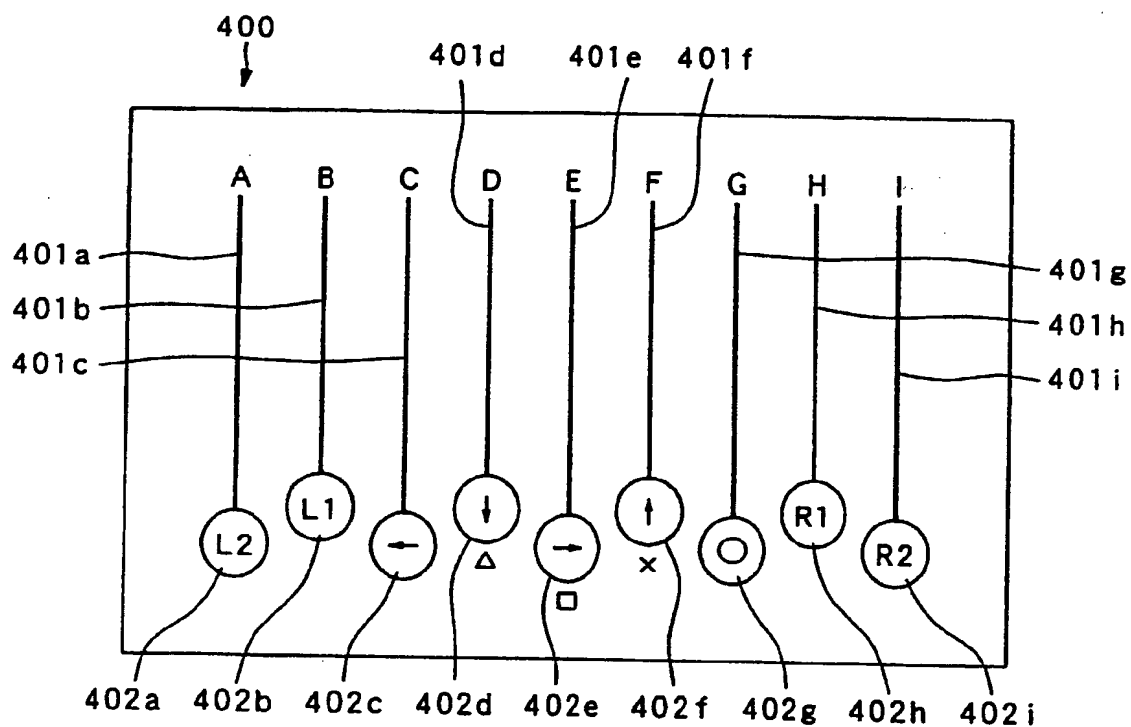 400
401d 401e 401f
A B C D E F G H I
401a 401g
401b 401h
401c 401i
L2 L1 ← ↓ → ↑ ○ R1 R2
△ □ ×
402a 402b 402c 402d 402e 402f 402g 402h 402i